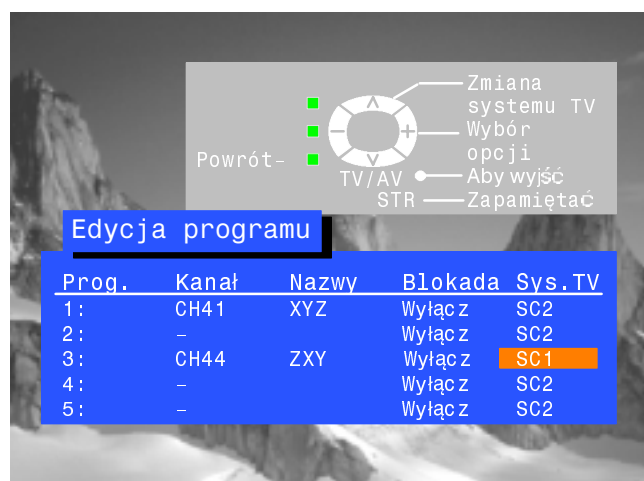 Zmiana
systemu TV
Wybór
opcji
Powrót–
TV/AV Aby wyjść
STR Zapamiętać
Edycja programu
Prog. Kanał Nazwy Blokada Sys.TV
1: CH41 XYZ Wyłącz SC2
2: – Wyłącz SC2
3: CH44 ZXY Wyłącz SC1
4: – Wyłącz SC2
5: – Wyłącz SC2